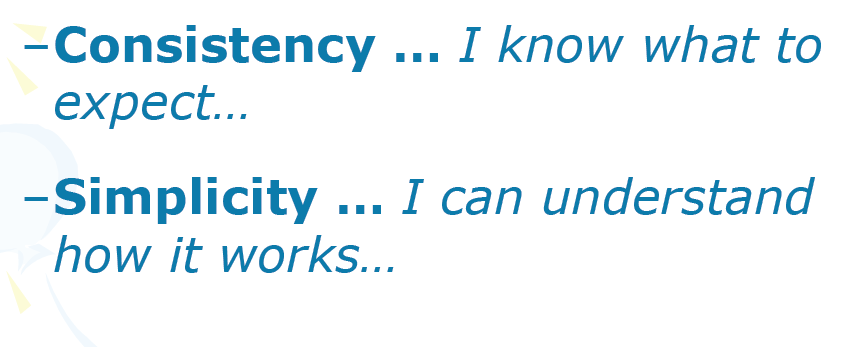 –Consistency ... I know what to
expect…
–Simplicity ... I can understand
how it works…